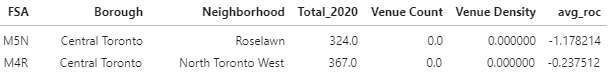 FSA Borough Neighborhood Total_2020 Venue Count Venue Density avg_roc
M5N Central Toronto Roselawn 324.0 0.0 0.000000 -1.178214
M4R Central Toronto North Toronto West 367.0 0.0 0.000000 -0.237512